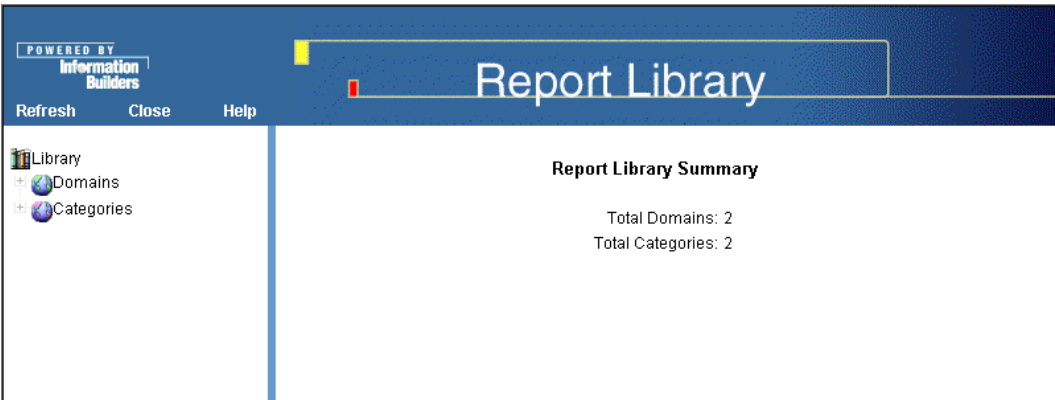 POWERED BY
Information
Builders
Report Library
Refresh Close Help
Library
Domains
Categories
Report Library Summary
Total Domains: 2
Total Categories: 2